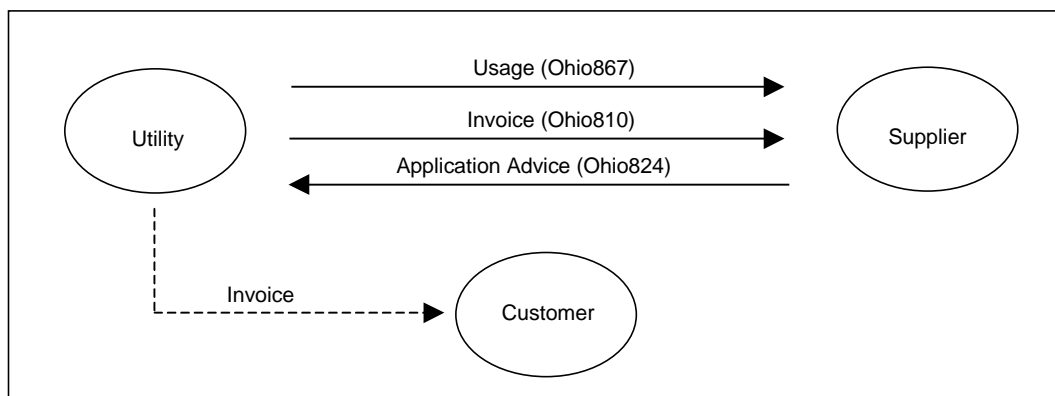 Usage (Ohio867)
Utility
Invoice (Ohio810)
Supplier
Application Advice (Ohio824)
Invoice
Customer